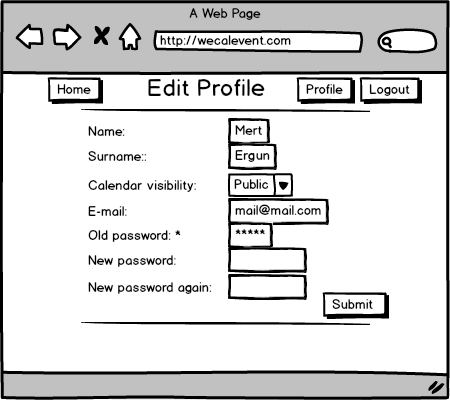 A Web Page
http://wecalevent.com
Home Edit Profile Profile Logout
Name: Mert
Surname:: Ergun
Calendar visibility: Public
E-mail: mail@mail.com
Old password: * *****
New password:
New password again:
Submit